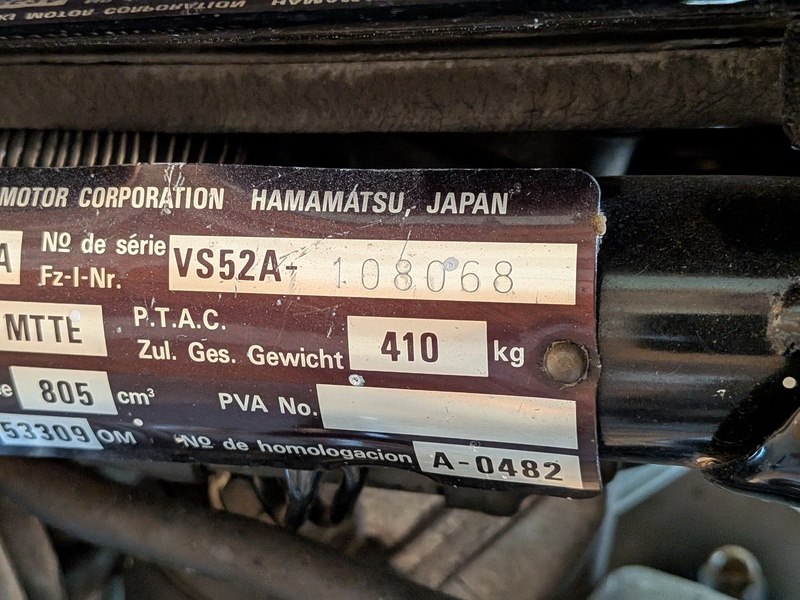 MOTOR CORPORATION HAMAMATSU, JAPAN
A Nº de série VS52A- 108068
Fz-I-Nr.
MTTE P.T.A.C. 410 kg
Zul. Ges. Gewicht
805 cm³ PVA No.
53309 OM Nº de homologacion A-0482